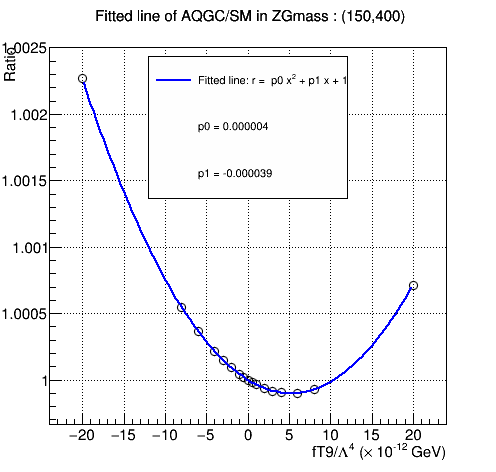 Fitted line of AQGC/SM in ZGmass : (150,400)
Ratio
1.0025
1.002
1.0015
1.001
1.0005
1
Fitted line: r = p0 x² + p1 x + 1
p0 = 0.000004
p1 = -0.000039
−20 −15 −10 −5 0 5 10 15 20
fT9/Λ⁴ (× 10⁻¹² GeV)